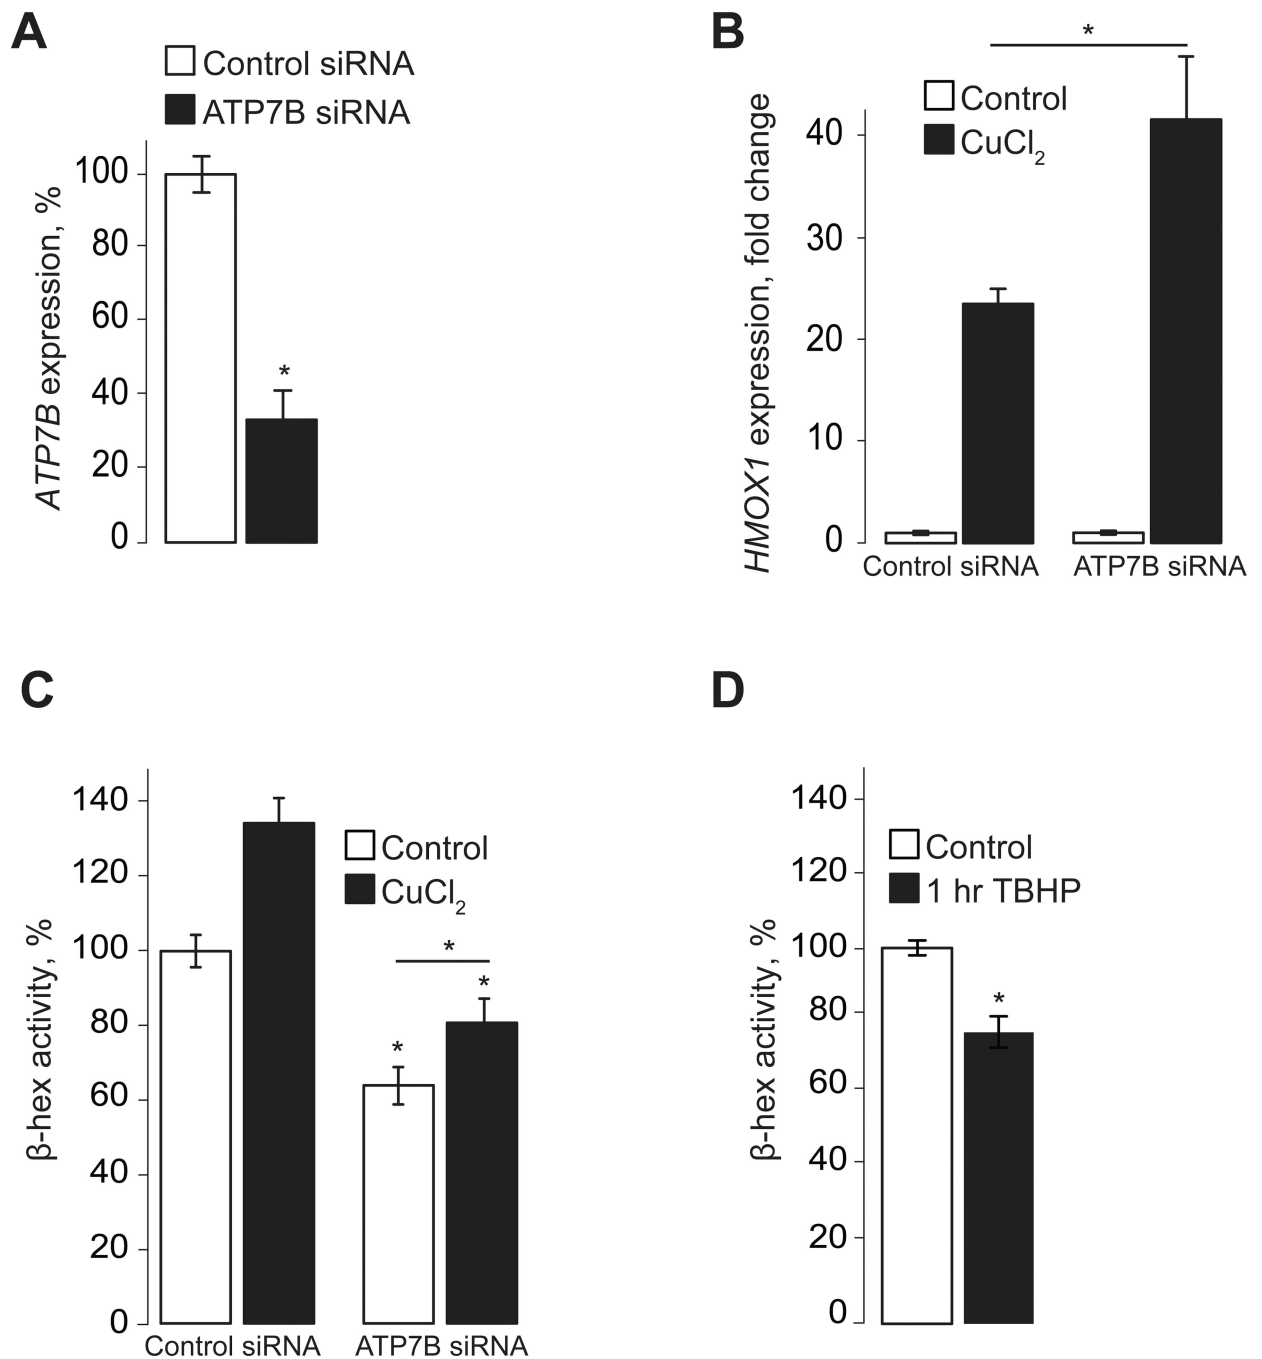 A
Control siRNA
ATP7B siRNA
ATP7B expression, %
100
80
60
40
20
0
*
B
*
Control
CuCl2
HMOX1 expression, fold change
40
30
20
10
0
Control siRNA
ATP7B siRNA
C
140
120
100
80
60
40
20
0
β-hex activity, %
Control
CuCl2
*
*
*
Control siRNA
ATP7B siRNA
D
140
120
100
80
60
40
20
0
β-hex activity, %
Control
1 hr TBHP
*